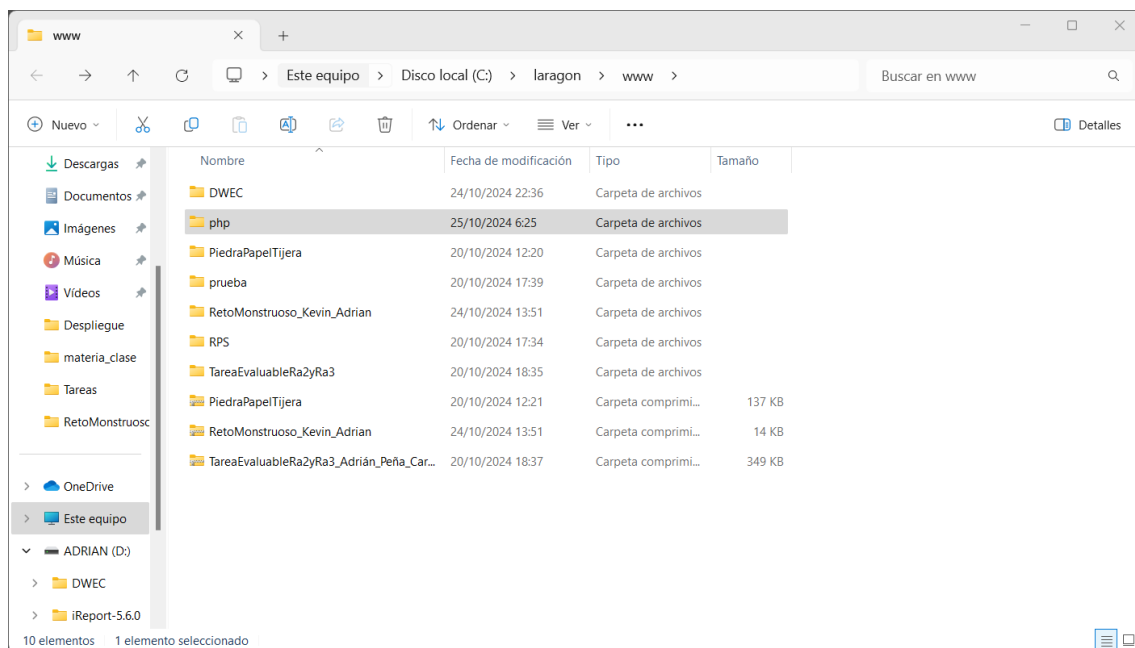 www
Este equipo > Disco local (C:) > laragon > www >
Buscar en www
Nuevo
Ordenar
Ver
Detalles
Descargas
Documentos
Imágenes
Música
Vídeos
Despliegue
materia_clase
Tareas
RetoMonstruosc
OneDrive
Este equipo
ADRIAN (D:)
DWEC
iReport-5.6.0
Nombre Fecha de modificación Tipo Tamaño
DWEC 24/10/2024 22:36 Carpeta de archivos
php 25/10/2024 6:25 Carpeta de archivos
PiedraPapelTijera 20/10/2024 12:20 Carpeta de archivos
prueba 20/10/2024 17:39 Carpeta de archivos
RetoMonstruoso_Kevin_Adrian 24/10/2024 13:51 Carpeta de archivos
RPS 20/10/2024 17:34 Carpeta de archivos
TareaEvaluableRa2yRa3 20/10/2024 18:35 Carpeta de archivos
PiedraPapelTijera 20/10/2024 12:21 Carpeta comprimi... 137 KB
RetoMonstruoso_Kevin_Adrian 24/10/2024 13:51 Carpeta comprimi... 14 KB
TareaEvaluableRa2yRa3_Adrián_Peña_Car... 20/10/2024 18:37 Carpeta comprimi... 349 KB
10 elementos 1 elemento seleccionado